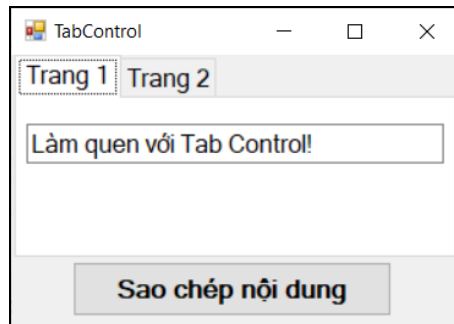 TabControl
Trang 1 Trang 2
Làm quen với Tab Control!
Sao chép nội dung